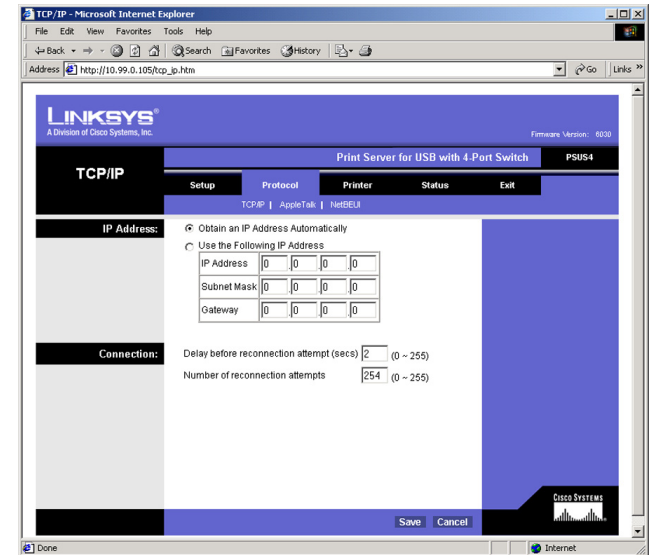 TCP/IP - Microsoft Internet Explorer
File Edit View Favorites Tools Help
Back Search Favorites History
Address http://10.99.0.105/tcp_ip.htm Go Links »
LINKSYS®
A Division of Cisco Systems, Inc.
Firmware Version: 6030
Print Server for USB with 4-Port Switch PSUS4
TCP/IP
Setup Protocol Printer Status Exit
TCP/IP | AppleTalk | NetBEUI
IP Address:
Obtain an IP Address Automatically
Use the Following IP Address
IP Address 0 .0 .0 .0
Subnet Mask 0 .0 .0 .0
Gateway 0 .0 .0 .0
Connection:
Delay before reconnection attempt (secs) 2 (0 ~ 255)
Number of reconnection attempts 254 (0 ~ 255)
CISCO SYSTEMS
Save Cancel
Done Internet